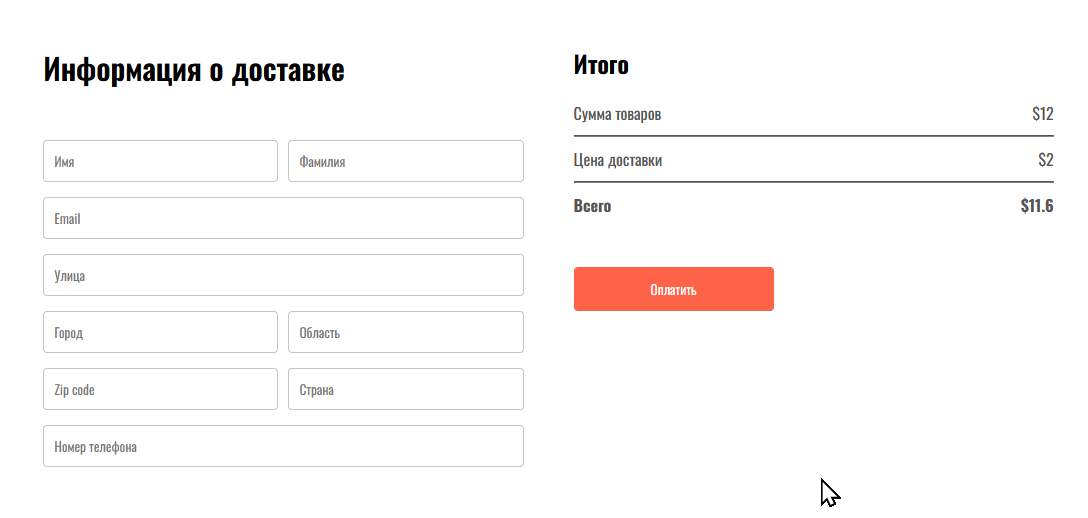 Информация о доставке
Имя
Фамилия
Email
Улица
Город
Область
Zip code
Страна
Номер телефона
Итого
Сумма товаров $12
Цена доставки $2
Всего $11.6
Оплатить